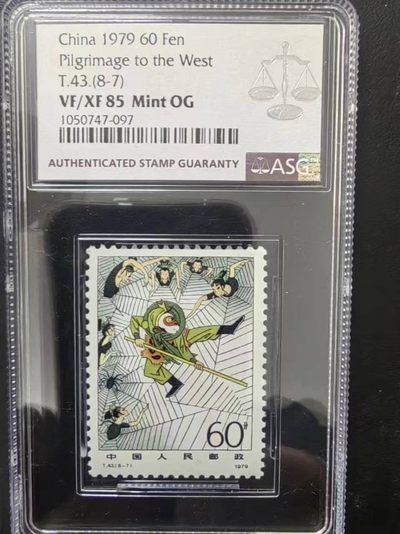 China 1979 60 Fen
Pilgrimage to the West
T.43.(8-7)
VF/XF 85 Mint OG
1050747-097
AUTHENTICATED STAMP GUARANTY ASG
60分
中国人民邮政
T.43.(8-7) 1979